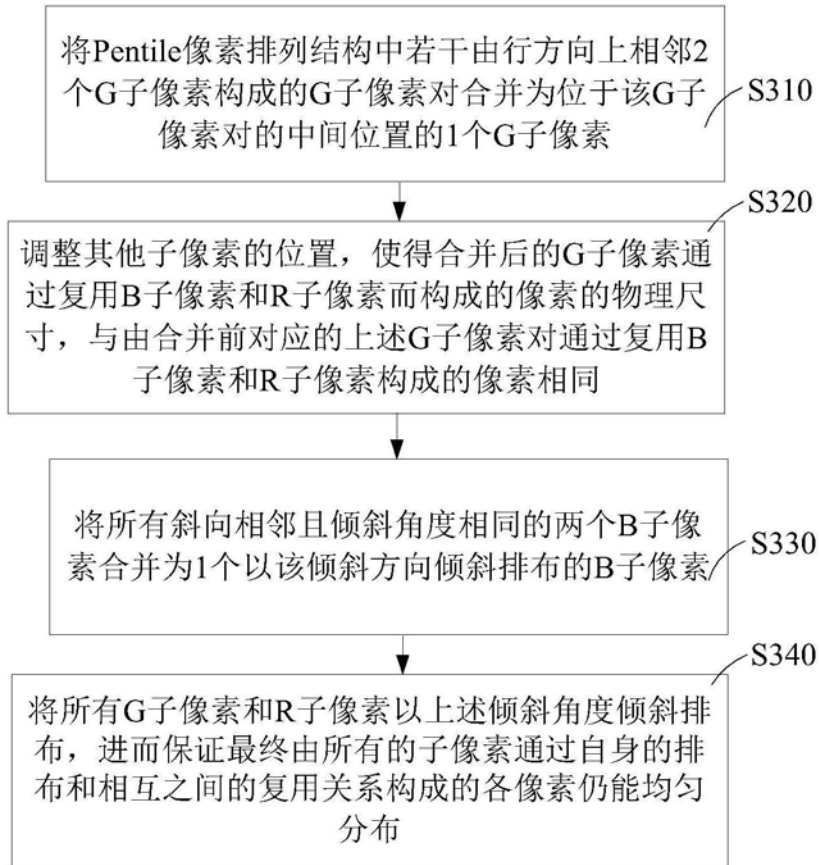 将Pentile像素排列结构中若干由行方向上相邻2
个G子像素构成的G子像素对合并为位于该G子
像素对的中间位置的1个G子像素
S310
S320
调整其他子像素的位置，使得合并后的G子像素通
过复用B子像素和R子像素而构成的像素的物理尺
寸，与由合并前对应的上述G子像素对通过复用B
子像素和R子像素构成的像素相同
将所有斜向相邻且倾斜角度相同的两个B子像
素合并为1个以该倾斜方向倾斜排布的B子像素
S330
S340
将所有G子像素和R子像素以上述倾斜角度倾斜排
布，进而保证最终由所有的子像素通过自身的排
布和相互之间的复用关系构成的各像素仍能均匀
分布